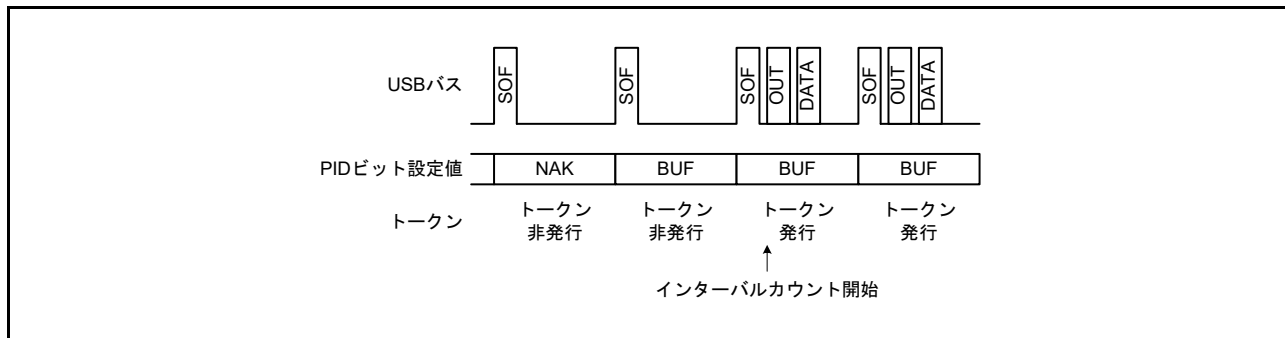 USBバス
SOF
SOF
SOF
OUT
DATA
SOF
OUT
DATA
PIDビット設定値
NAK
BUF
BUF
BUF
トークン
トークン
非発行
トークン
非発行
トークン
発行
トークン
発行
インターバルカウント開始